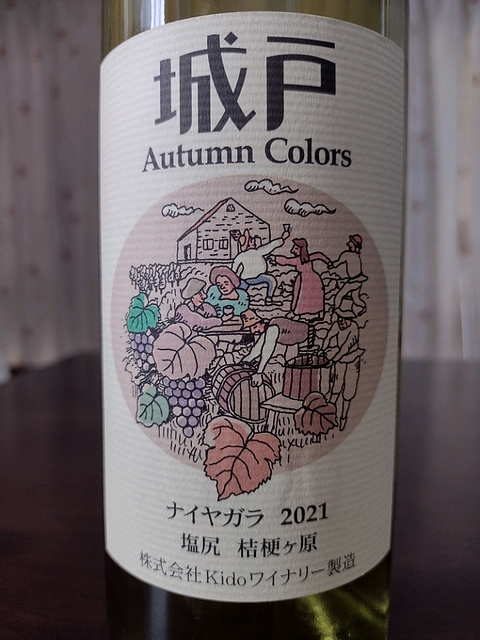 城戸
Autumn Colors
ナイヤガラ 2021
塩尻 桔梗ヶ原
株式会社Kidoワイナリー製造